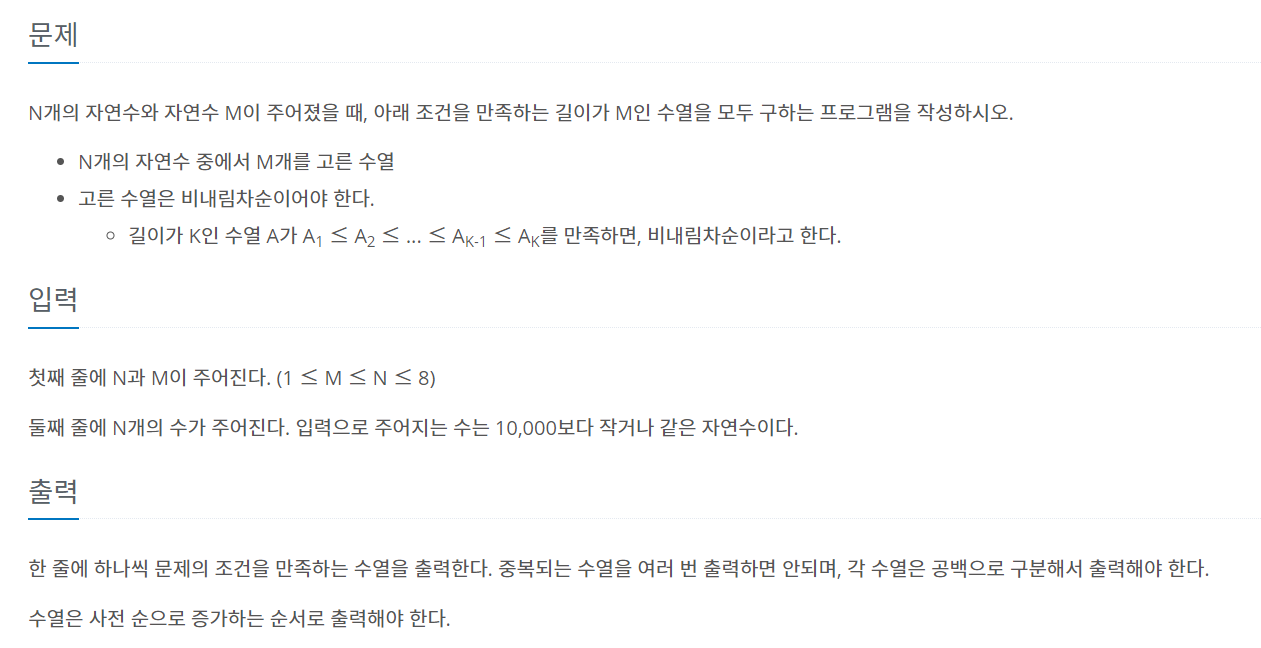 문제
N개의 자연수와 자연수 M이 주어졌을 때, 아래 조건을 만족하는 길이가 M인 수열을 모두 구하는 프로그램을 작성하시오.
• N개의 자연수 중에서 M개를 고른 수열
• 고른 수열은 비내림차순이어야 한다.
◦ 길이가 K인 수열 A가 A₁ ≤ A₂ ≤ ... ≤ A_K-1 ≤ A_K를 만족하면, 비내림차순이라고 한다.
입력
첫째 줄에 N과 M이 주어진다. (1 ≤ M ≤ N ≤ 8)
둘째 줄에 N개의 수가 주어진다. 입력으로 주어지는 수는 10,000보다 작거나 같은 자연수이다.
출력
한 줄에 하나씩 문제의 조건을 만족하는 수열을 출력한다. 중복되는 수열을 여러 번 출력하면 안되며, 각 수열은 공백으로 구분해서 출력해야 한다.
수열은 사전 순으로 증가하는 순서로 출력해야 한다.